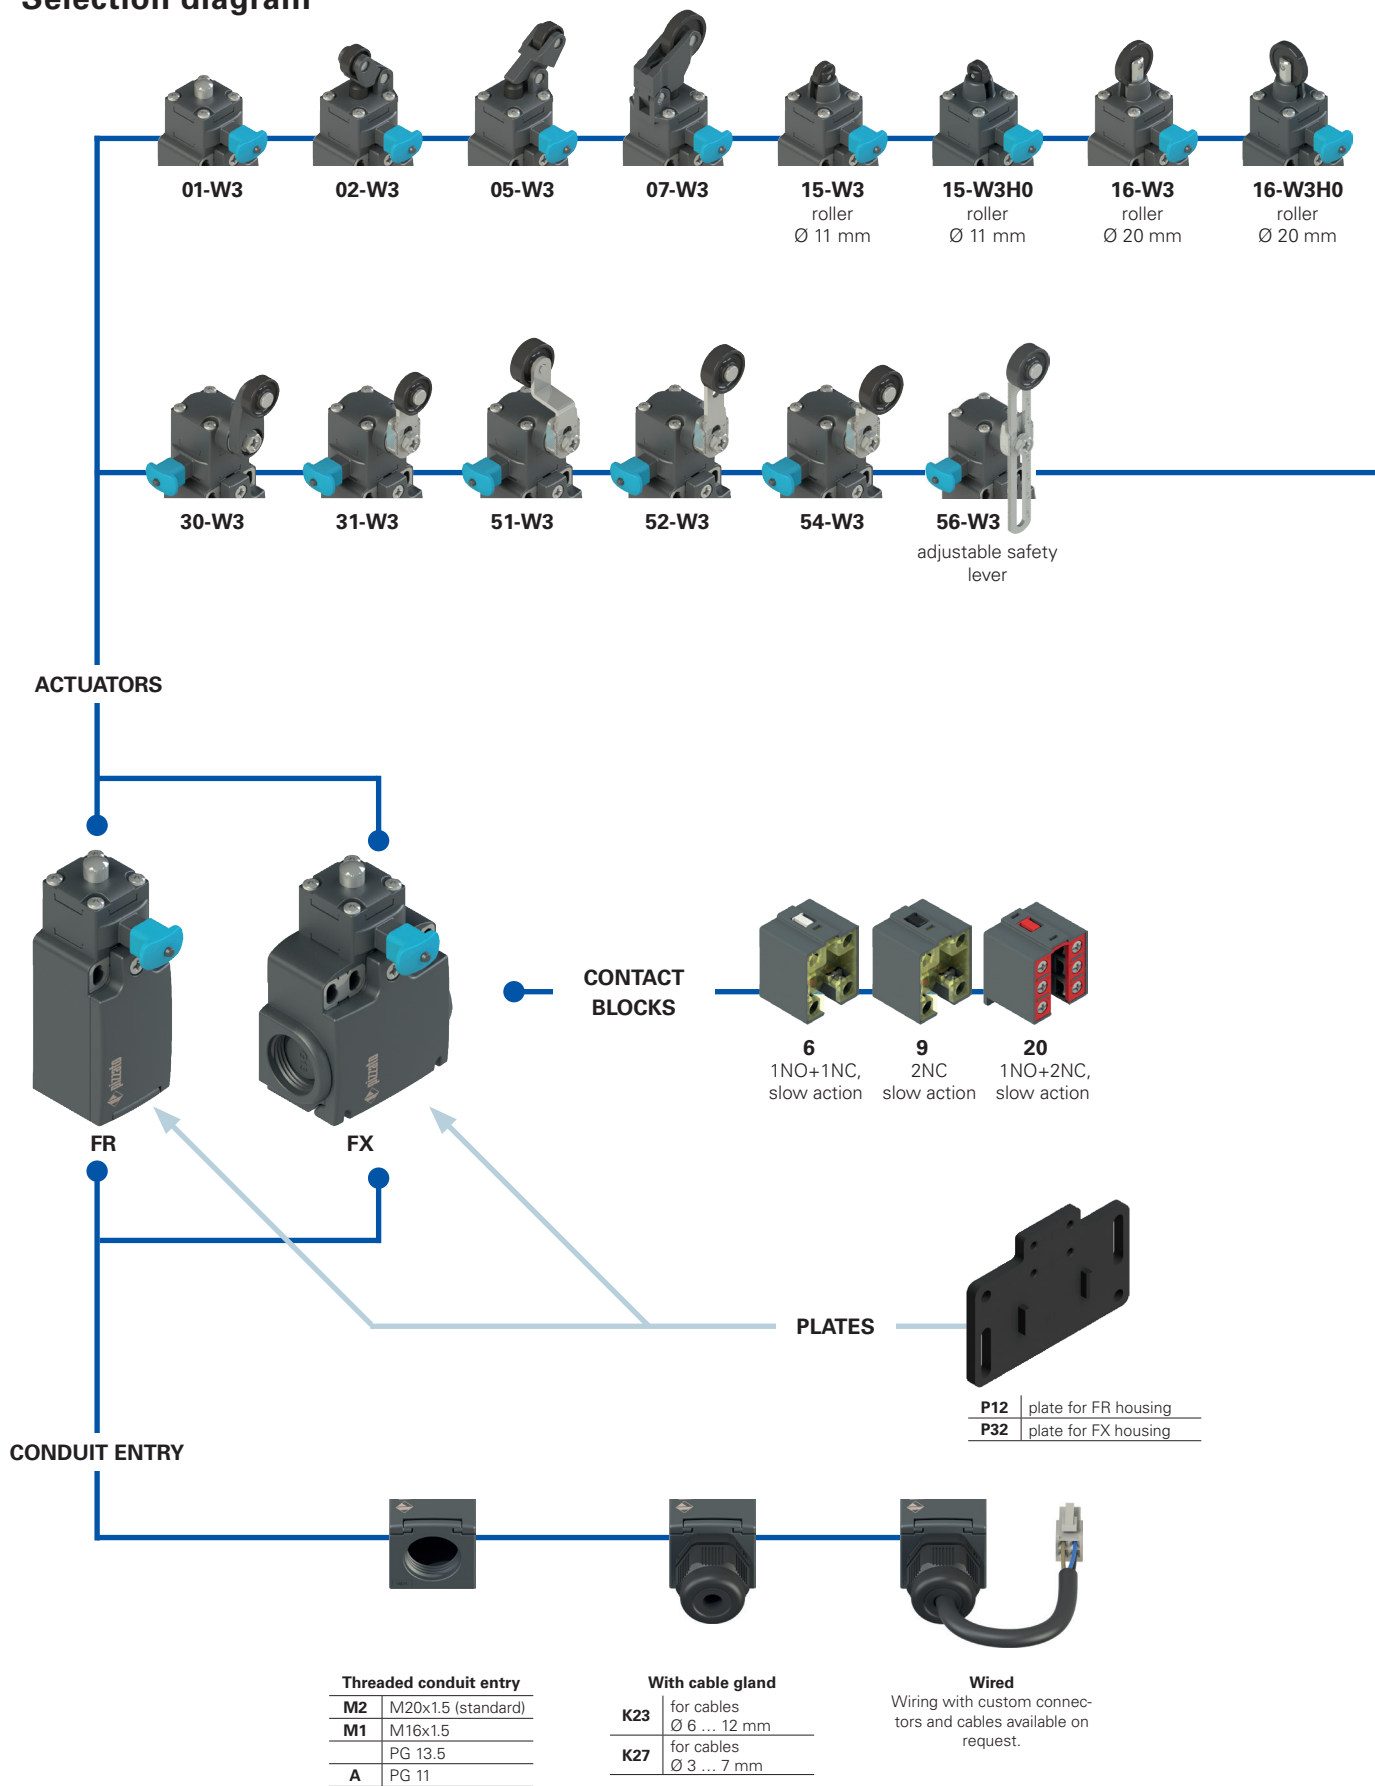 Selection diagram
01-W3
02-W3
05-W3
07-W3
15-W3
roller
Ø 11 mm
15-W3H0
roller
Ø 11 mm
16-W3
roller
Ø 20 mm
16-W3H0
roller
Ø 20 mm
30-W3
31-W3
51-W3
52-W3
54-W3
56-W3
adjustable safety
lever
ACTUATORS
pizzato
pizzato
FR
FX
CONTACT
BLOCKS
6
1NO+1NC,
slow action
9
2NC
slow action
20
1NO+2NC,
slow action
PLATES
P12 plate for FR housing
P32 plate for FX housing
CONDUIT ENTRY
Threaded conduit entry
M2 M20x1.5 (standard)
M1 M16x1.5
PG 13.5
A PG 11
With cable gland
K23 for cables
Ø 6 … 12 mm
K27 for cables
Ø 3 … 7 mm
Wired
Wiring with custom connec-
tors and cables available on
request.